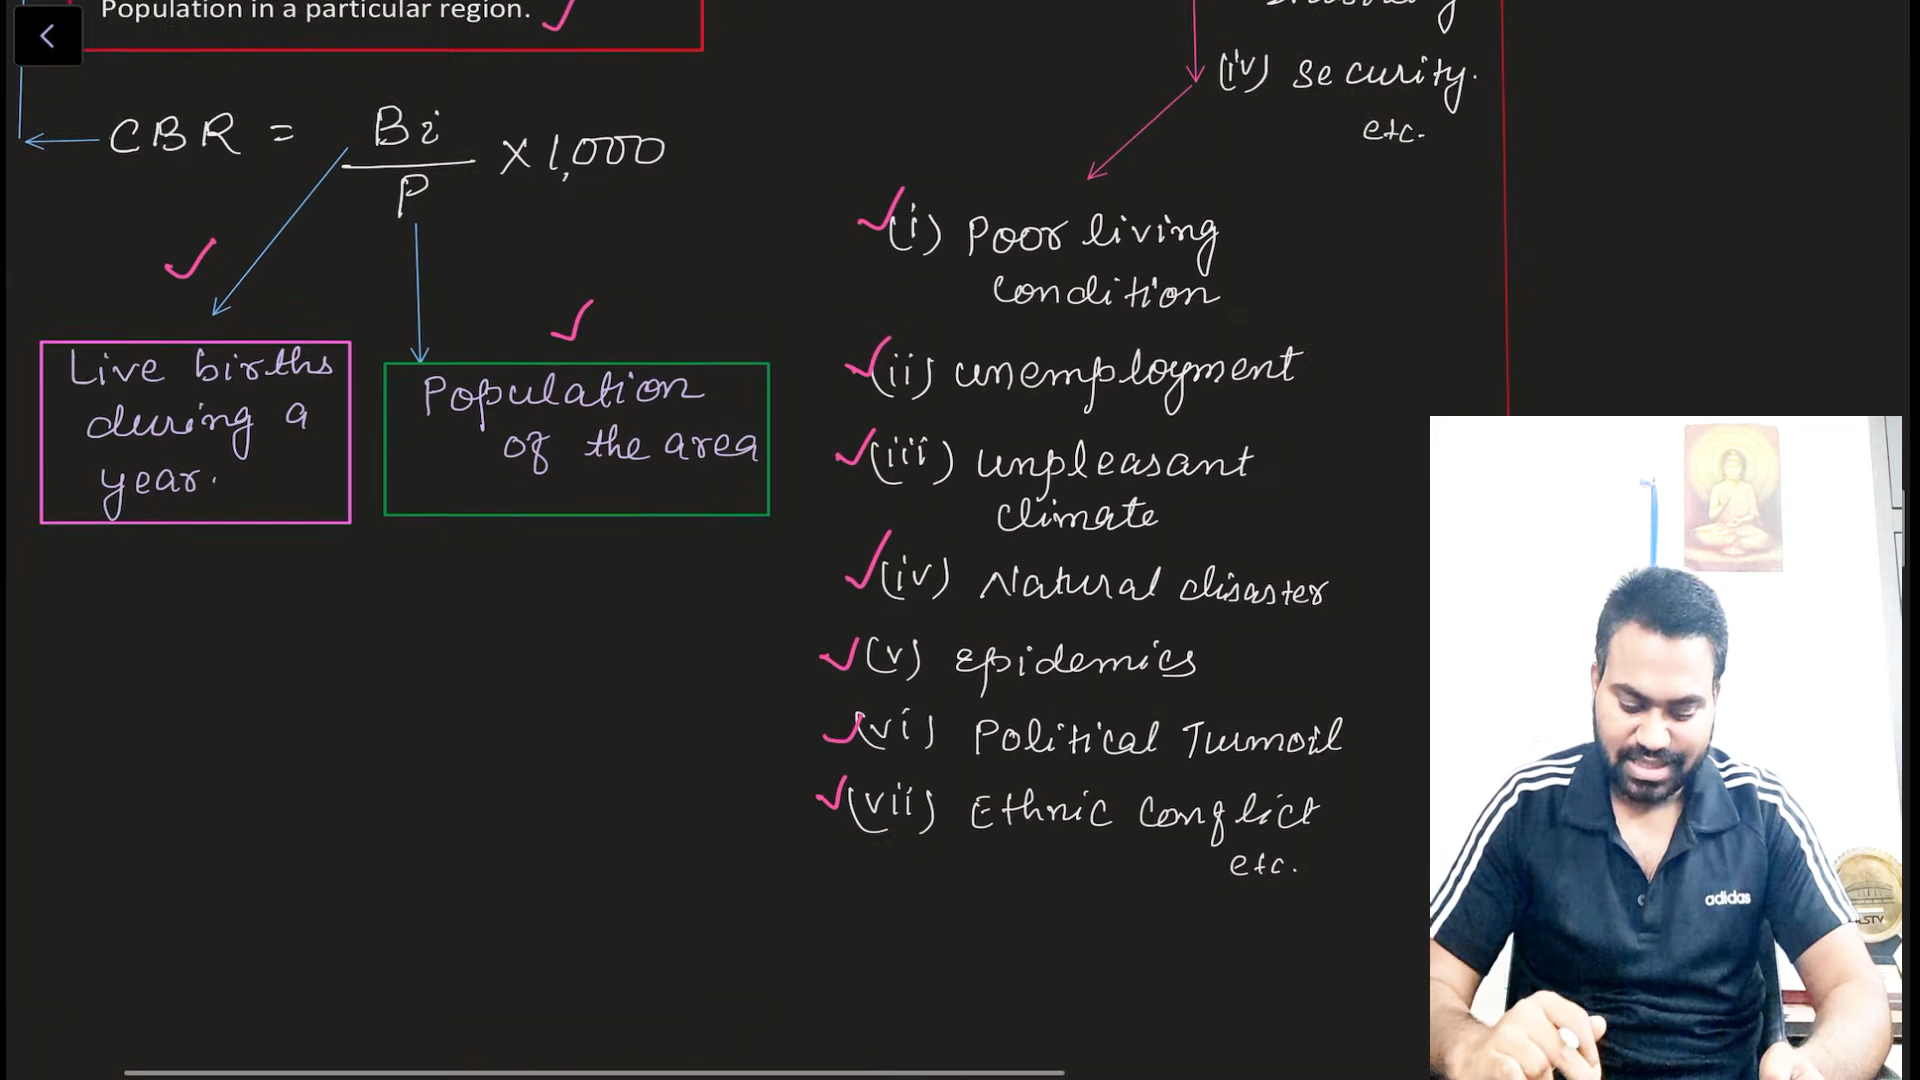 Population in a particular region.
CBR = Bi / P × 1,000
Live births
during a
year.
Population
of the area
(iv) Security.
etc.
(i) Poor living
condition
(ii) unemployment
(iii) unpleasant
climate
(iv) Natural disaster
(v) Epidemics
(vi) Political Turmoil
(vii) Ethnic Conflict
etc.
adidas